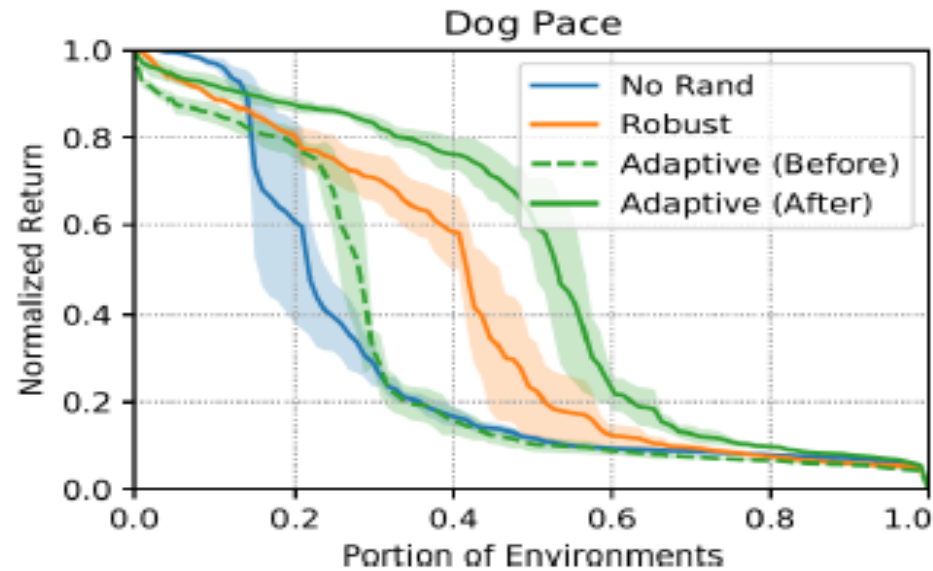 Dog Pace
1.0
0.8
0.6
0.4
0.2
0.0
Normalized Return
No Rand
Robust
Adaptive (Before)
Adaptive (After)
0.0 0.2 0.4 0.6 0.8 1.0
Portion of Environments